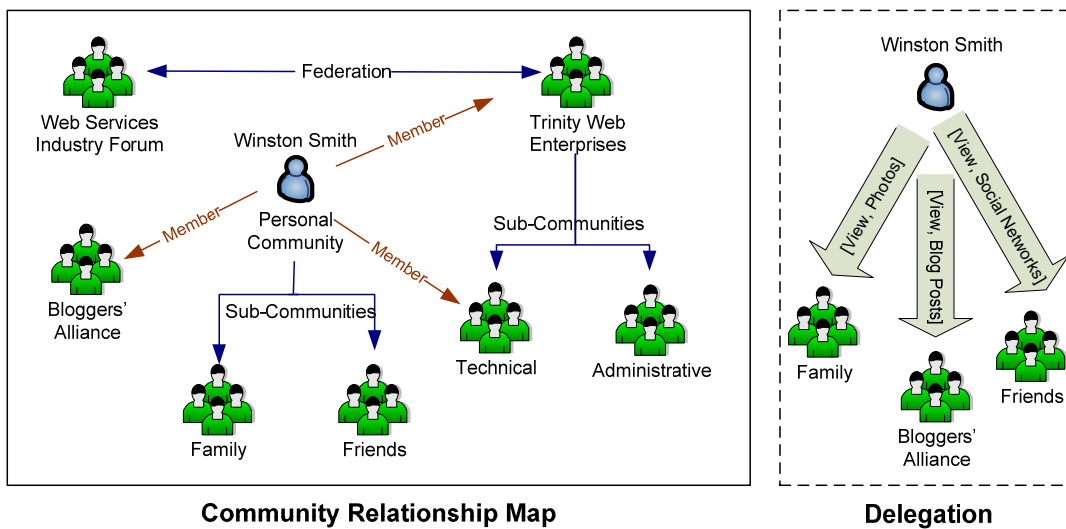 Federation
Web Services
Industry Forum
Trinity Web
Enterprises
Member
Winston Smith
Personal
Community
Member
Member
Sub-Communities
Bloggers'
Alliance
Sub-Communities
Technical
Administrative
Family
Friends
Community Relationship Map
Winston Smith
[View, Photos]
[View, Blog Posts]
[View, Social Networks]
Family
Friends
Bloggers'
Alliance
Delegation